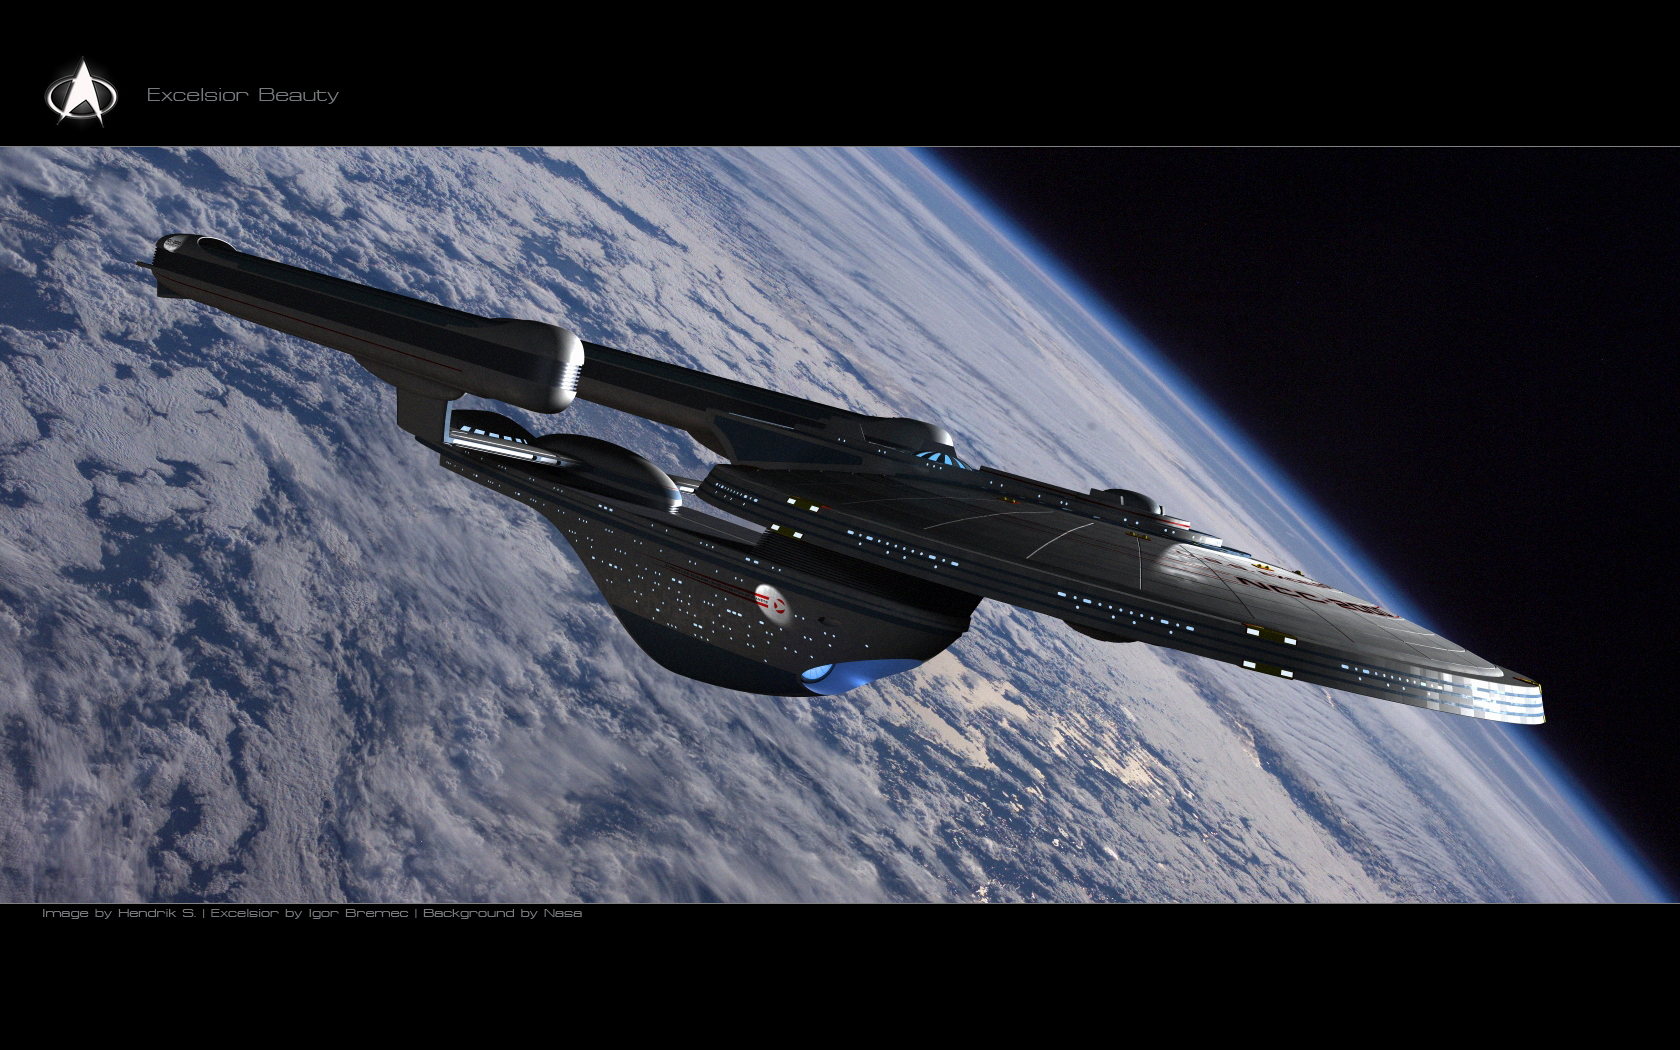 Excelsior Beauty
Image by Hendrik S. | Excelsior by Igor Bremec | Background by Nasa